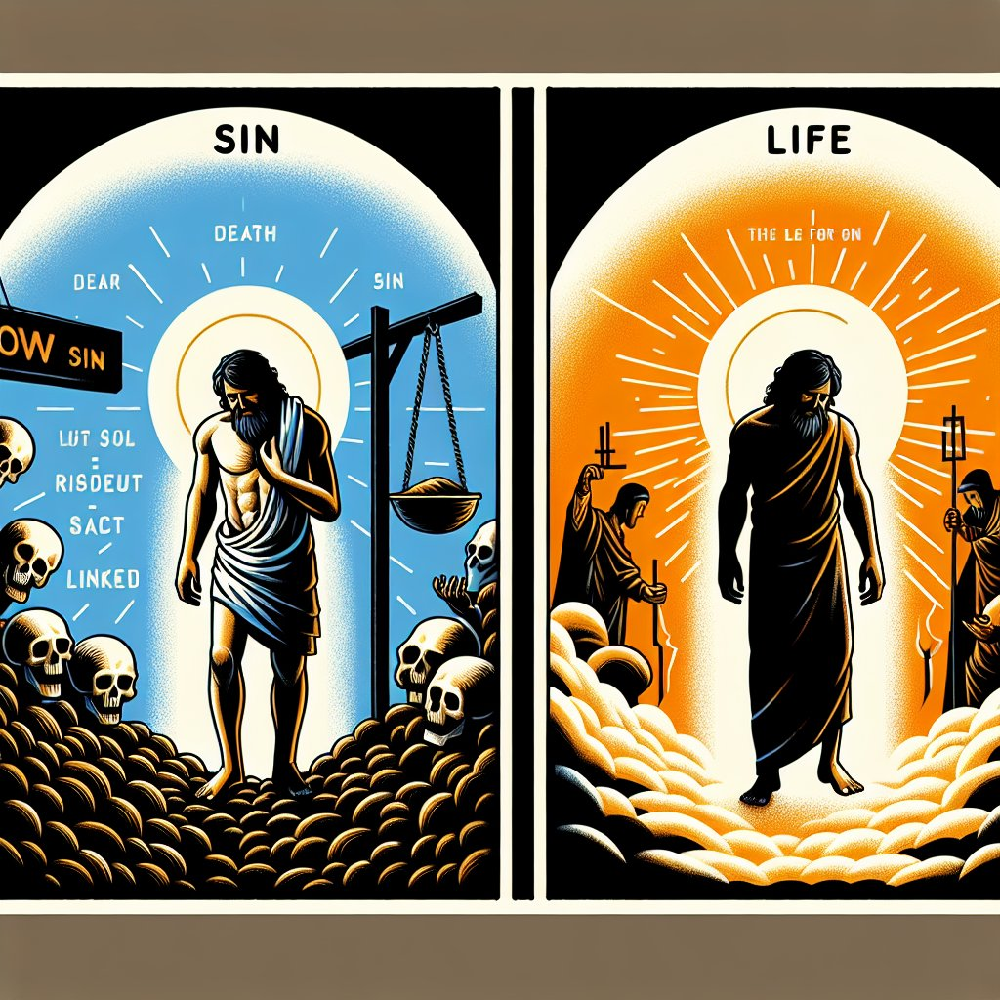 SIN
DEATH
DEAR
SIN
OW SIN
LUT SOL
RISDEUT
SACT
LINKED
LIFE
THE LE FOR ON